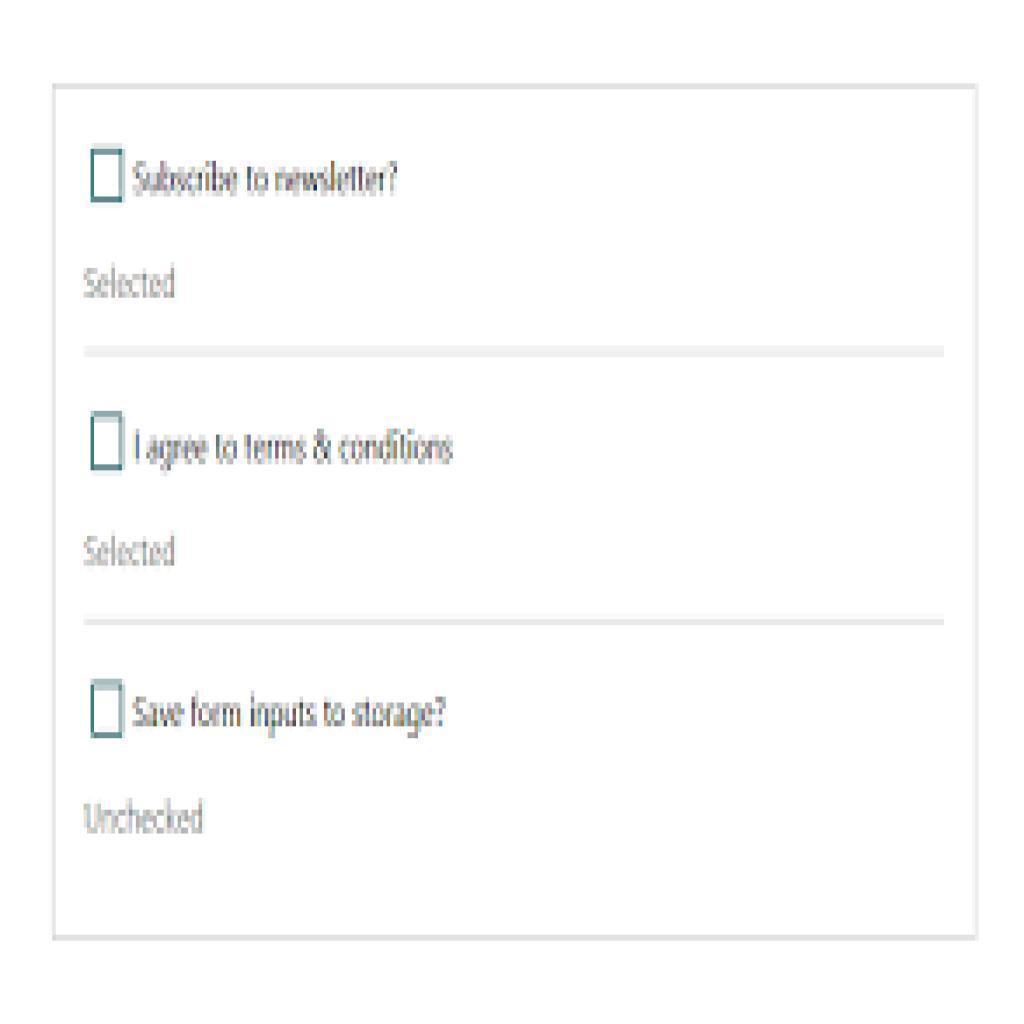 Subscribe to newsletter?
Selected
I agree to terms & conditions
Selected
Save form inputs to storage?
Unchecked